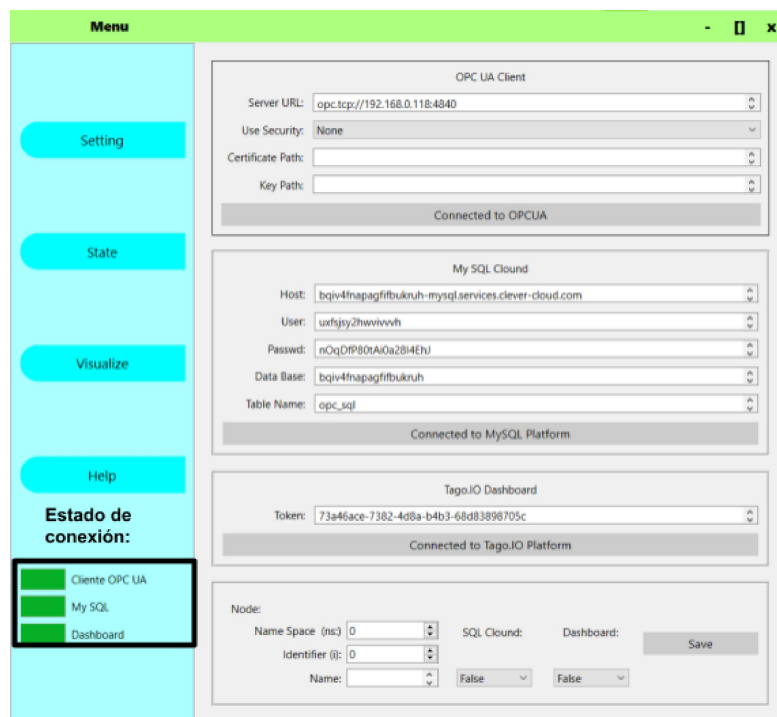 Menu - [] x
Setting
State
Visualize
Help
Estado de
conexión:
Cliente OPC UA
My SQL
Dashboard
OPC UA Client
Server URL: opc.tcp://192.168.0.118:4840
Use Security: None
Certificate Path:
Key Path:
Connected to OPCUA
My SQL Clound
Host: bqiv4fnapagfifbukruh-mysql.services.clever-cloud.com
User: uxfsjsy2hwvivvvh
Passwd: nOqDfP80tAi0a28I4EhJ
Data Base: bqiv4fnapagfifbukruh
Table Name: opc_sql
Connected to MySQL Platform
Tago.IO Dashboard
Token: 73a46ace-7382-4d8a-b4b3-68d83898705c
Connected to Tago.IO Platform
Node:
Name Space (ns:) 0 SQL Clound: Dashboard: Save
Identifier (i): 0
Name: False False